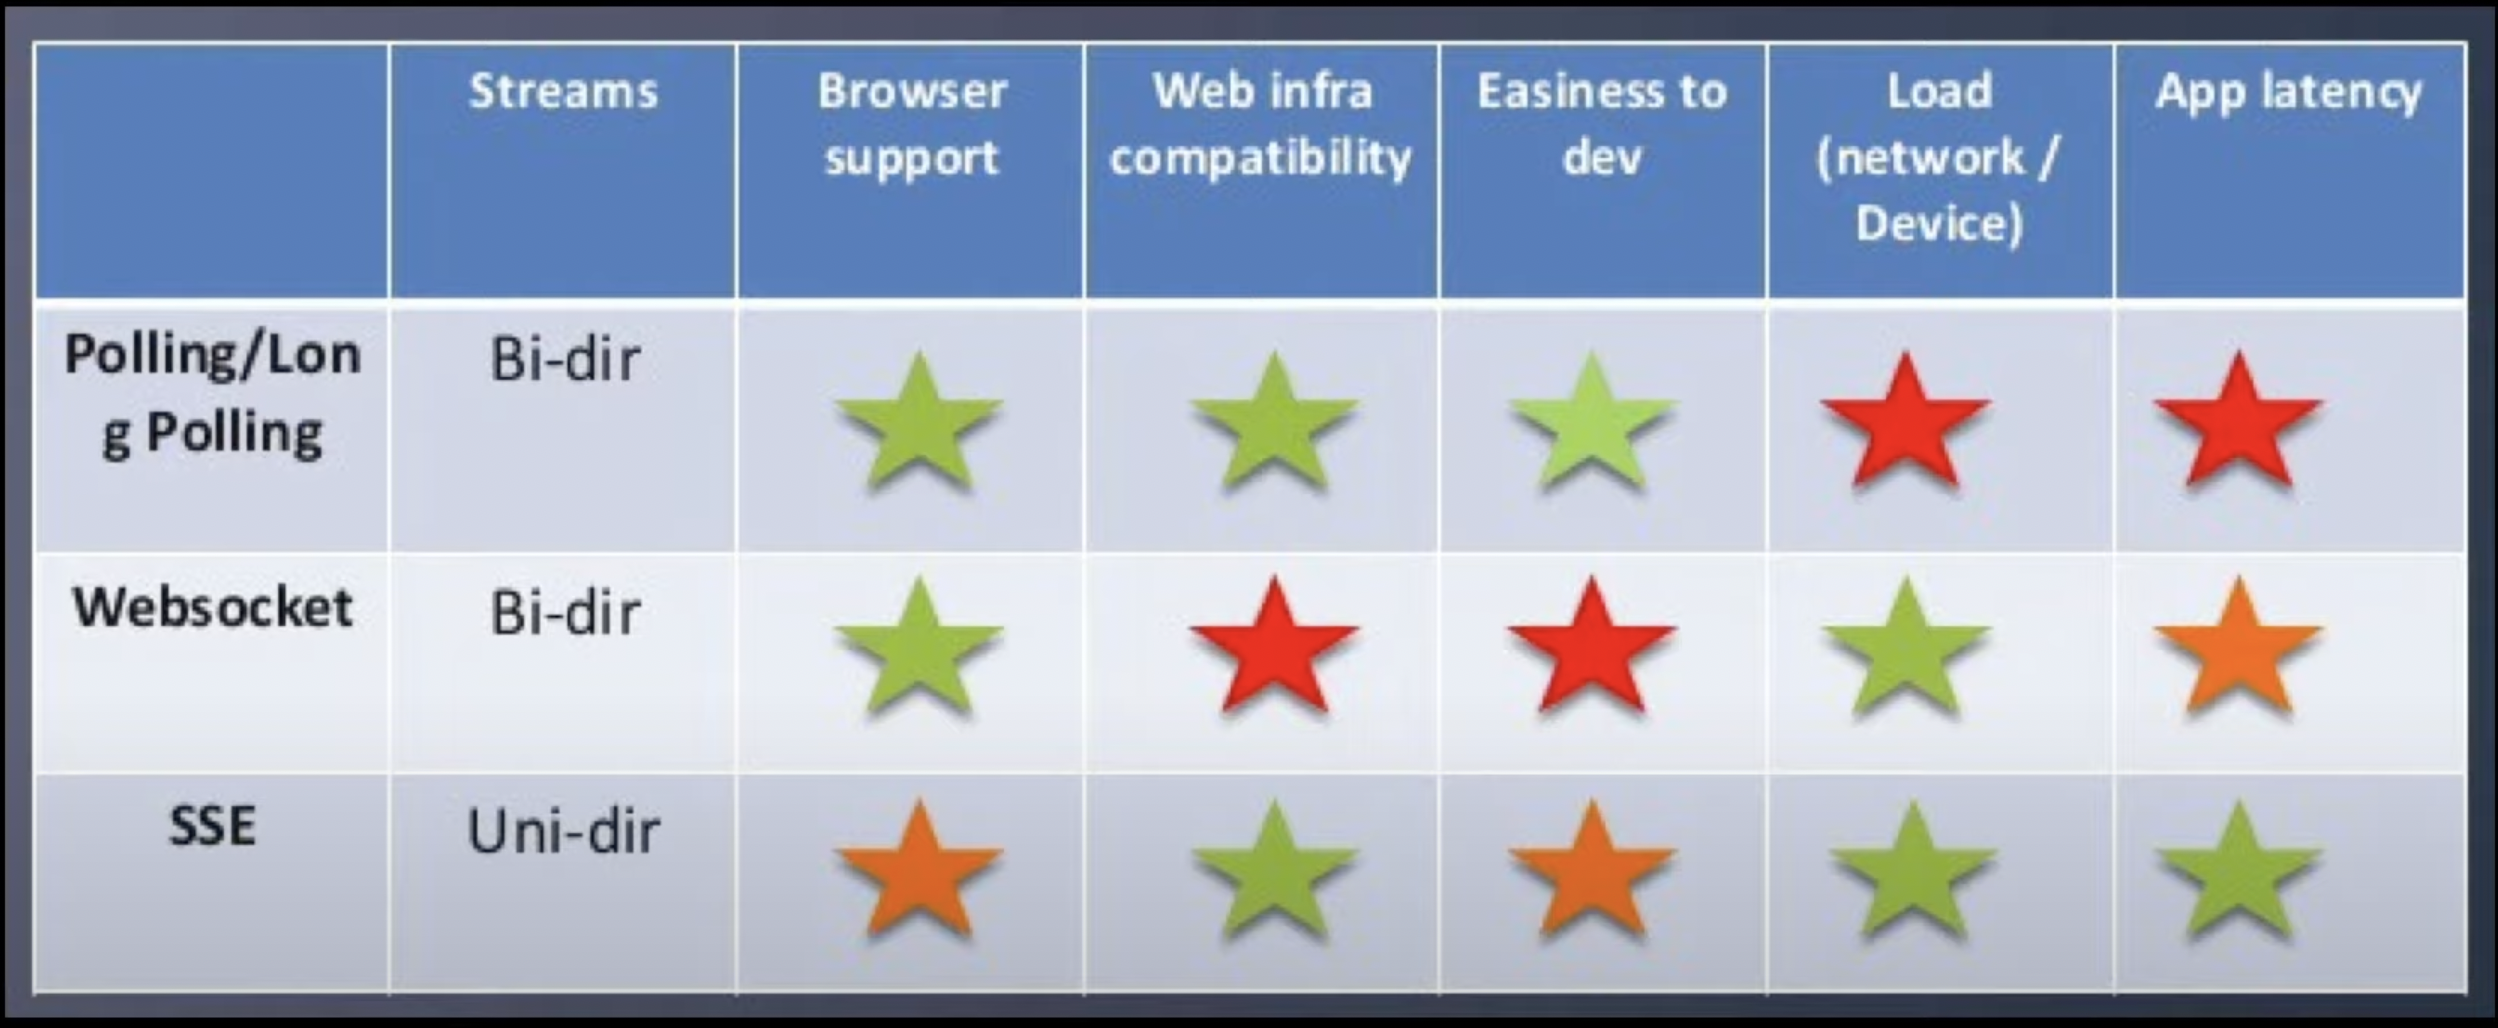 Streams
Browser
support
Web infra
compatibility
Easiness to
dev
Load
(network /
Device)
App latency
Polling/Lon
g Polling
Bi-dir
Websocket
Bi-dir
SSE
Uni-dir